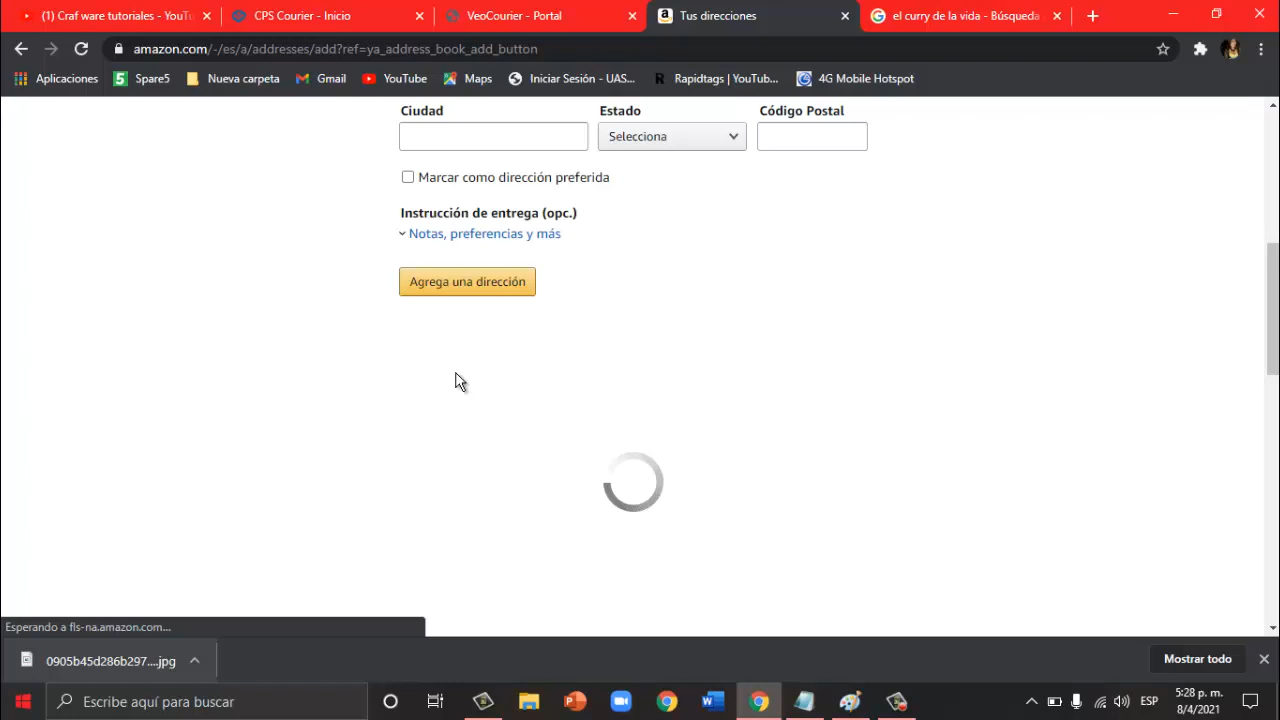 (1) Craf ware tutoriales - YouTu
CPS Courier - Inicio
VeoCourier - Portal
Tus direcciones
el curry de la vida - Búsqueda
amazon.com/-/es/a/addresses/add?ref=ya_address_book_add_button
Aplicaciones
Spare5
Nueva carpeta
Gmail
YouTube
Maps
Iniciar Sesión - UAS...
Rapidtags | YouTub...
4G Mobile Hotspot
Ciudad
Estado
Código Postal
Selecciona
Marcar como dirección preferida
Instrucción de entrega (opc.)
Notas, preferencias y más
Agrega una dirección
Esperando a fls-na.amazon.com...
0905b45d286b297....jpg
Mostrar todo
Escribe aquí para buscar
ESP
5:28 p. m.
8/4/2021